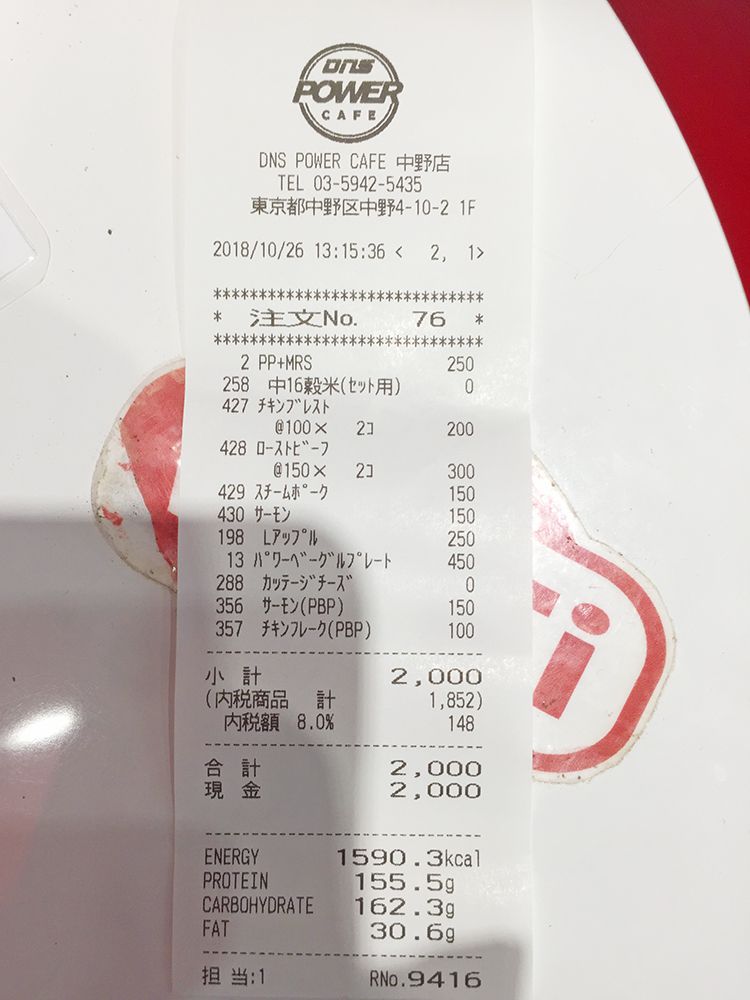 DNS
POWER
CAFE
DNS POWER CAFE 中野店
TEL 03-5942-5435
東京都中野区中野4-10-2 1F
2018/10/26 13:15:36 < 2, 1>
******************************
* 注文No. 76 *
******************************
2 PP+MRS 250
258 中16穀米(ｾｯﾄ用) 0
427 ﾁｷﾝﾌﾞﾚｽﾄ
@100× 2ｺ 200
428 ﾛｰｽﾄﾋﾞｰﾌ
@150× 2ｺ 300
429 ｽﾁｰﾑﾎﾟｰｸ 150
430 ｻｰﾓﾝ 150
198 Lｱｯﾌﾟﾙ 250
13 ﾊﾟﾜｰﾍﾞｰｸﾞﾙﾌﾟﾚｰﾄ 450
288 ｶｯﾃｰｼﾞﾁｰｽﾞ 0
356 ｻｰﾓﾝ(PBP) 150
357 ﾁｷﾝﾌﾚｰｸ(PBP) 100
小 計 2,000
(内税商品 計 1,852)
内税額 8.0% 148
合 計 2,000
現 金 2,000
ENERGY 1590.3kcal
PROTEIN 155.5g
CARBOHYDRATE 162.3g
FAT 30.6g
担 当:1 RNo.9416